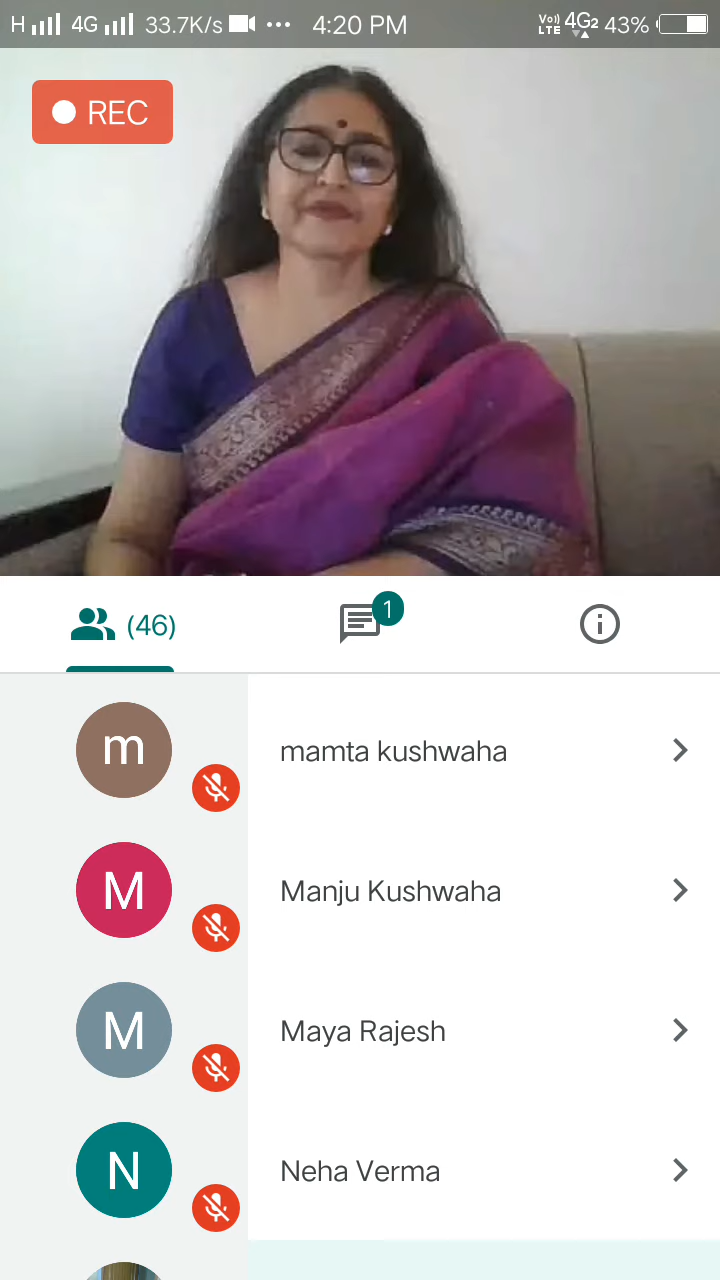 H 4G 33.7K/s ... 4:20 PM Vo)) LTE 4G2 43%
REC
(46) 1
m mamta kushwaha
M Manju Kushwaha
M Maya Rajesh
N Neha Verma